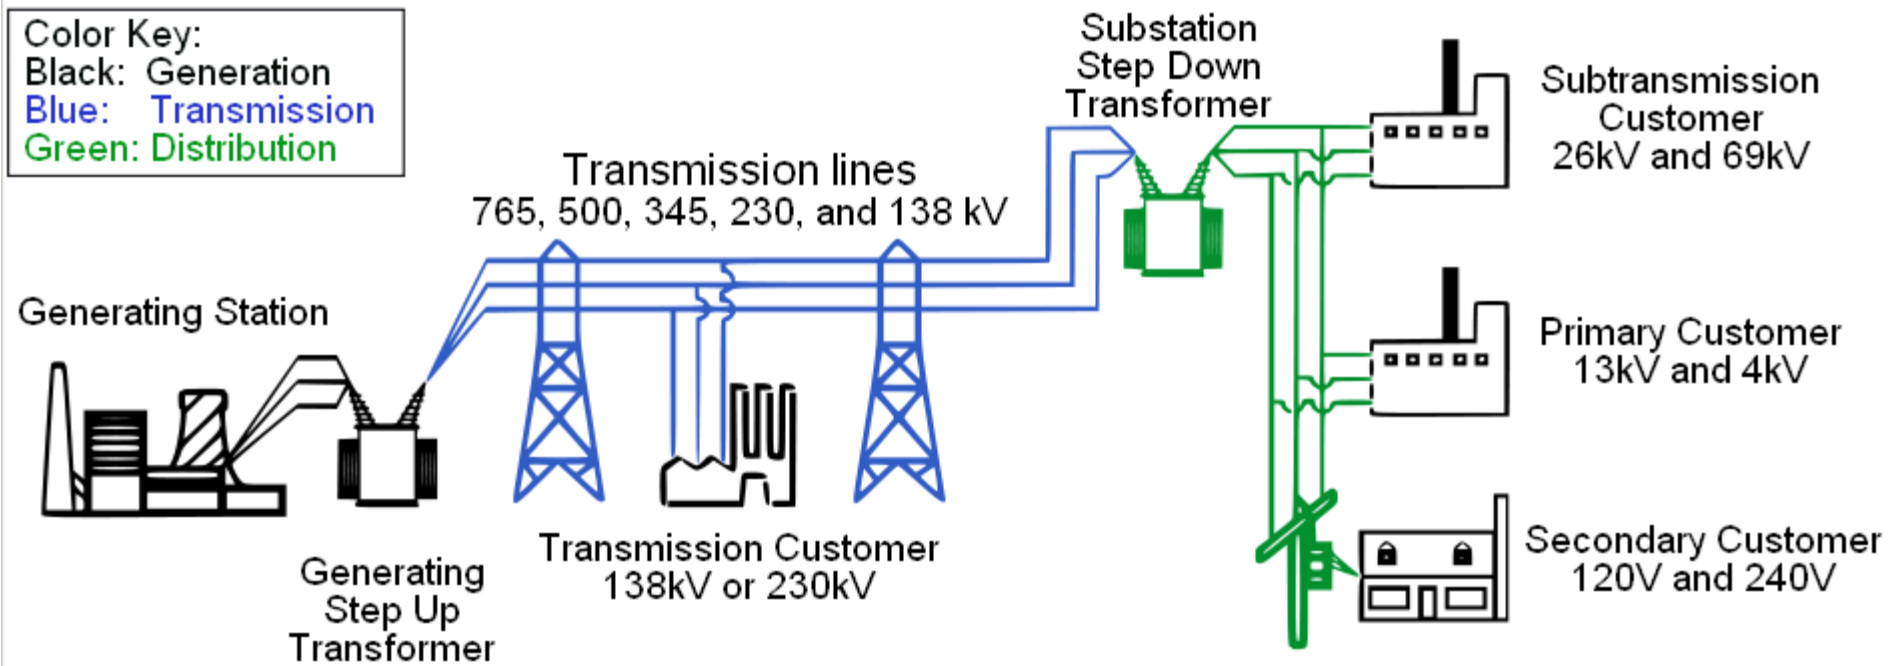 Color Key:
Black: Generation
Blue: Transmission
Green: Distribution
Substation
Step Down
Transformer
Subtransmission
Customer
26kV and 69kV
Transmission lines
765, 500, 345, 230, and 138 kV
Generating Station
Primary Customer
13kV and 4kV
Transmission Customer
138kV or 230kV
Secondary Customer
120V and 240V
Generating
Step Up
Transformer